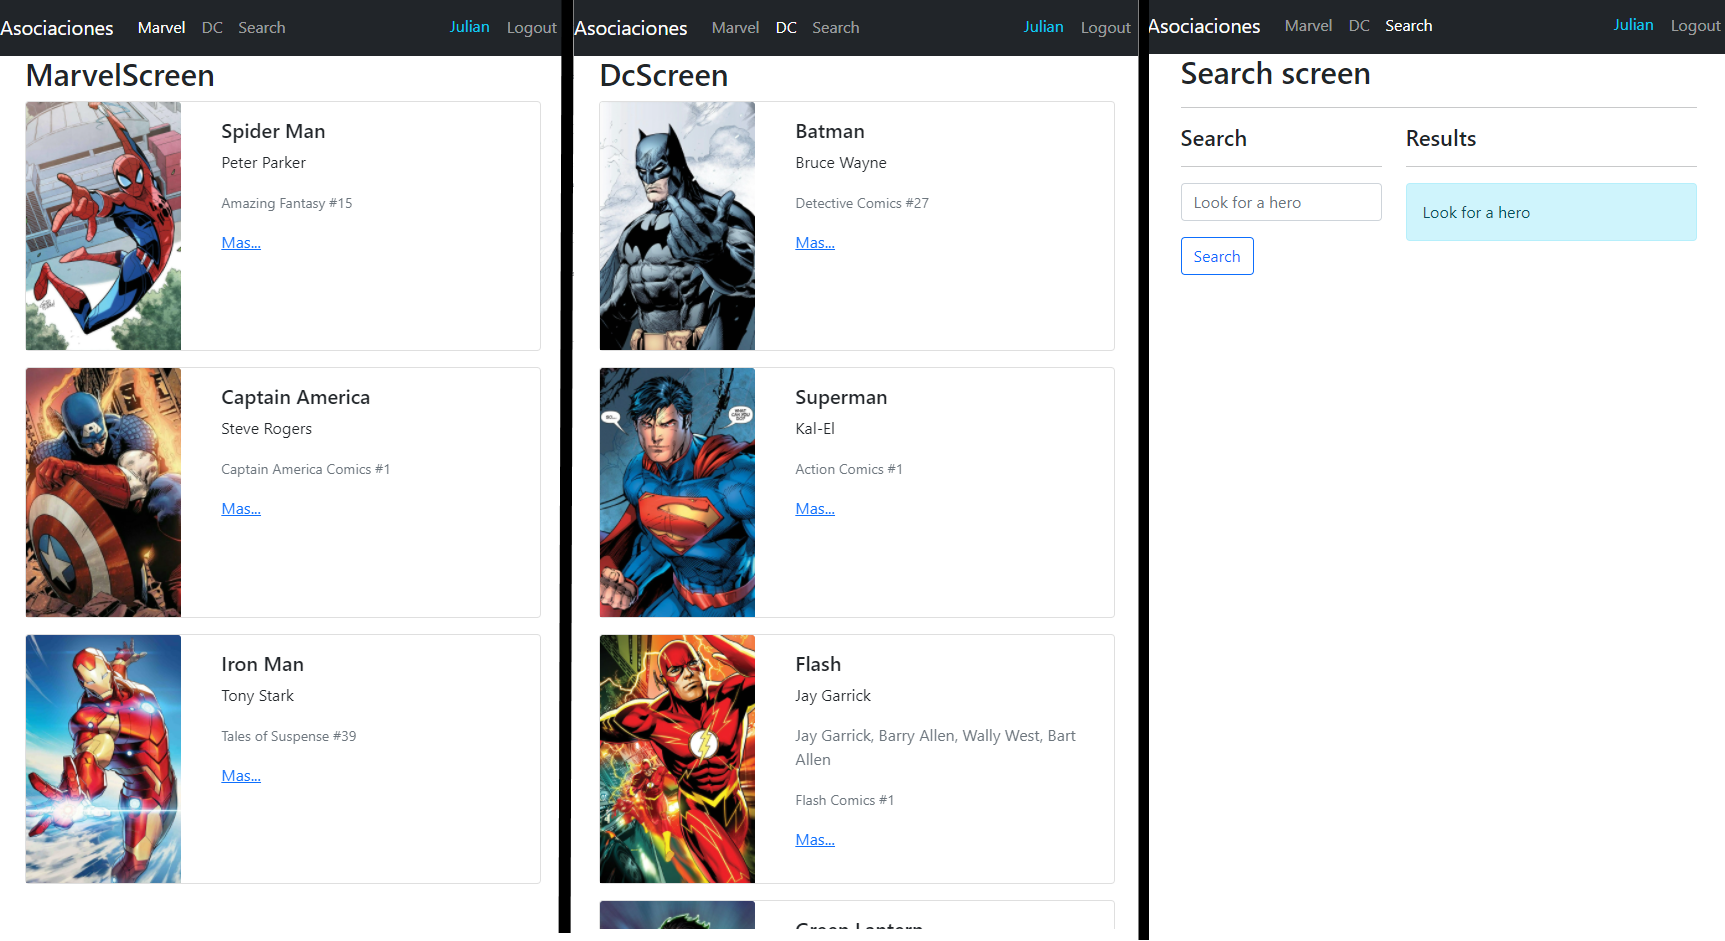 Asociaciones Marvel DC Search Julian Logout
MarvelScreen
Spider Man
Peter Parker
Amazing Fantasy #15
Mas...
Captain America
Steve Rogers
Captain America Comics #1
Mas...
Iron Man
Tony Stark
Tales of Suspense #39
Mas...
Asociaciones Marvel DC Search Julian Logout
DcScreen
Batman
Bruce Wayne
Detective Comics #27
Mas...
Superman
Kal-El
Action Comics #1
Mas...
Flash
Jay Garrick
Jay Garrick, Barry Allen, Wally West, Bart
Allen
Flash Comics #1
Mas...
Green Lantern
Asociaciones Marvel DC Search Julian Logout
Search screen
Search
Look for a hero
Search
Results
Look for a hero